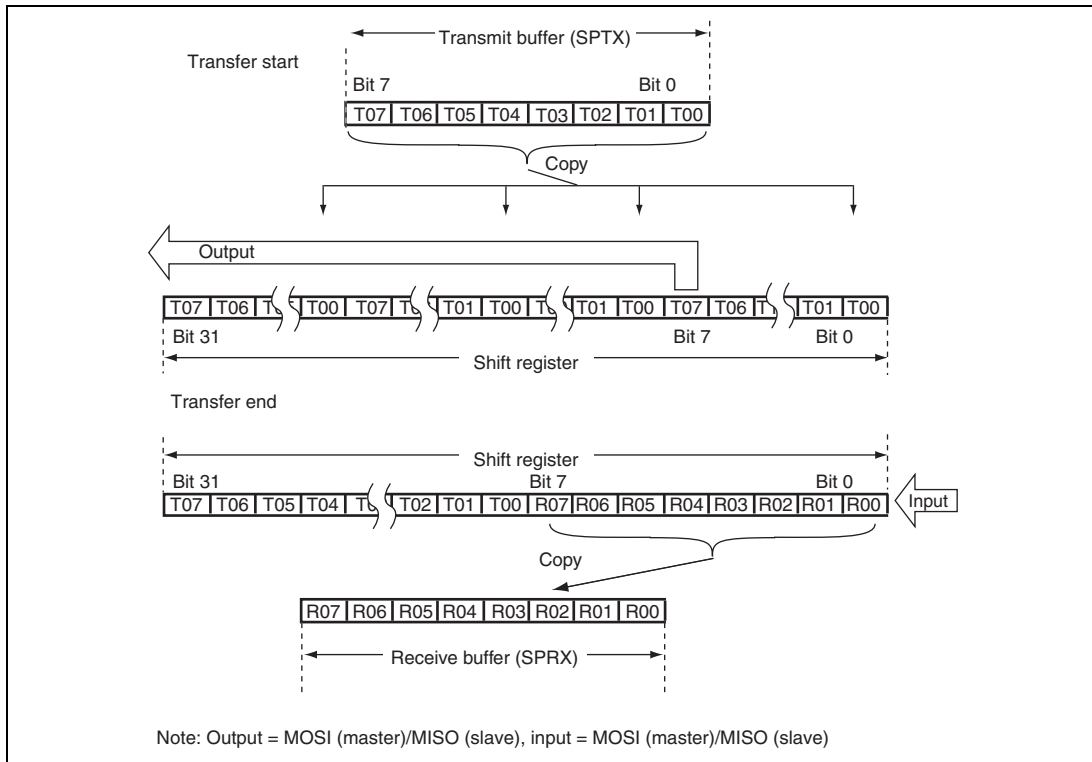 Transmit buffer (SPTX)
Transfer start
Bit 7 Bit 0
T07 T06 T05 T04 T03 T02 T01 T00
Copy
Output
T07 T06 T00 T07 T01 T00 T01 T00 T07 T06 T01 T00
Bit 31 Bit 7 Bit 0
Shift register
Transfer end
Shift register
Bit 31 Bit 7 Bit 0
T07 T06 T05 T04 T02 T01 T00 R07 R06 R05 R04 R03 R02 R01 R00
Input
Copy
R07 R06 R05 R04 R03 R02 R01 R00
Receive buffer (SPRX)
Note: Output = MOSI (master)/MISO (slave), input = MOSI (master)/MISO (slave)